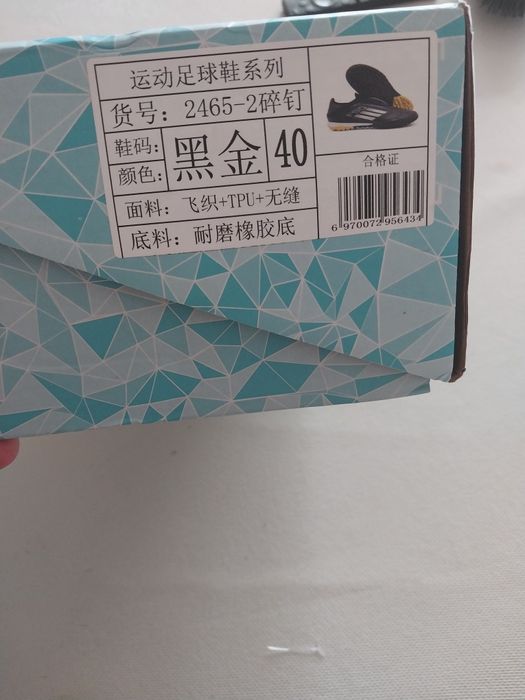 运动足球鞋系列
货号：2465-2碎钉
鞋码：
颜色：
黑金
40
面料：飞织+TPU+无缝
底料：耐磨橡胶底
合格证
6 970072 956434